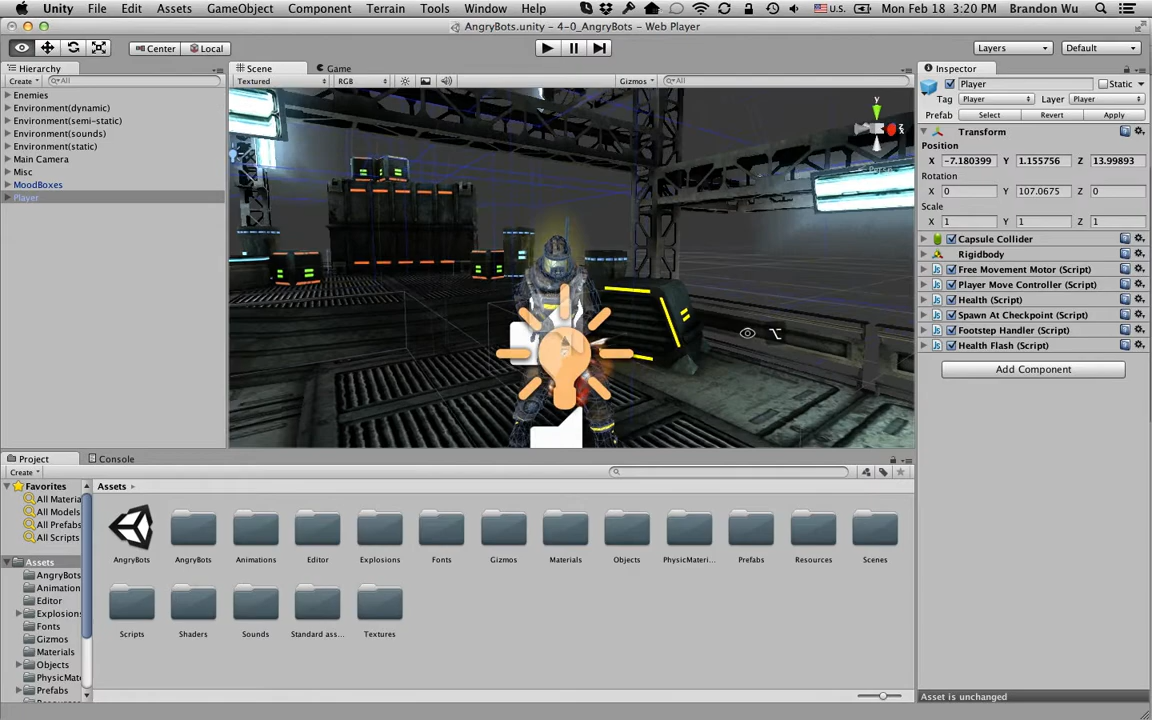 Unity File Edit Assets GameObject Component Terrain Tools Window Help U.S. Mon Feb 18 3:20 PM Brandon Wu
AngryBots.unity - 4-0_AngryBots - Web Player
Center Local Layers Default
Hierarchy
Create All
Enemies
Environment(dynamic)
Environment(semi-static)
Environment(sounds)
Environment(static)
Main Camera
Misc
MoodBoxes
Player
Scene Game
Textured RGB Gizmos All
y
Inspector
Player Static
Tag Player Layer Player
Prefab Select Revert Apply
Transform
Position
X -7.180399 Y 1.155756 Z 13.99893
Rotation
X 0 Y 107.0675 Z 0
Scale
X 1 Y 1 Z 1
Capsule Collider
Rigidbody
Free Movement Motor (Script)
Player Move Controller (Script)
Health (Script)
Spawn At Checkpoint (Script)
Footstep Handler (Script)
Health Flash (Script)
Add Component
Project Console
Create
Favorites
All Materia
All Models
All Prefabs
All Scripts
Assets
AngryBots
Animation
Editor
Explosions
Fonts
Gizmos
Materials
Objects
PhysicMate
Prefabs
Assets
AngryBots AngryBots Animations Editor Explosions Fonts Gizmos Materials Objects PhysicMateri... Prefabs Resources Scenes
Scripts Shaders Sounds Standard ass... Textures
Asset is unchanged